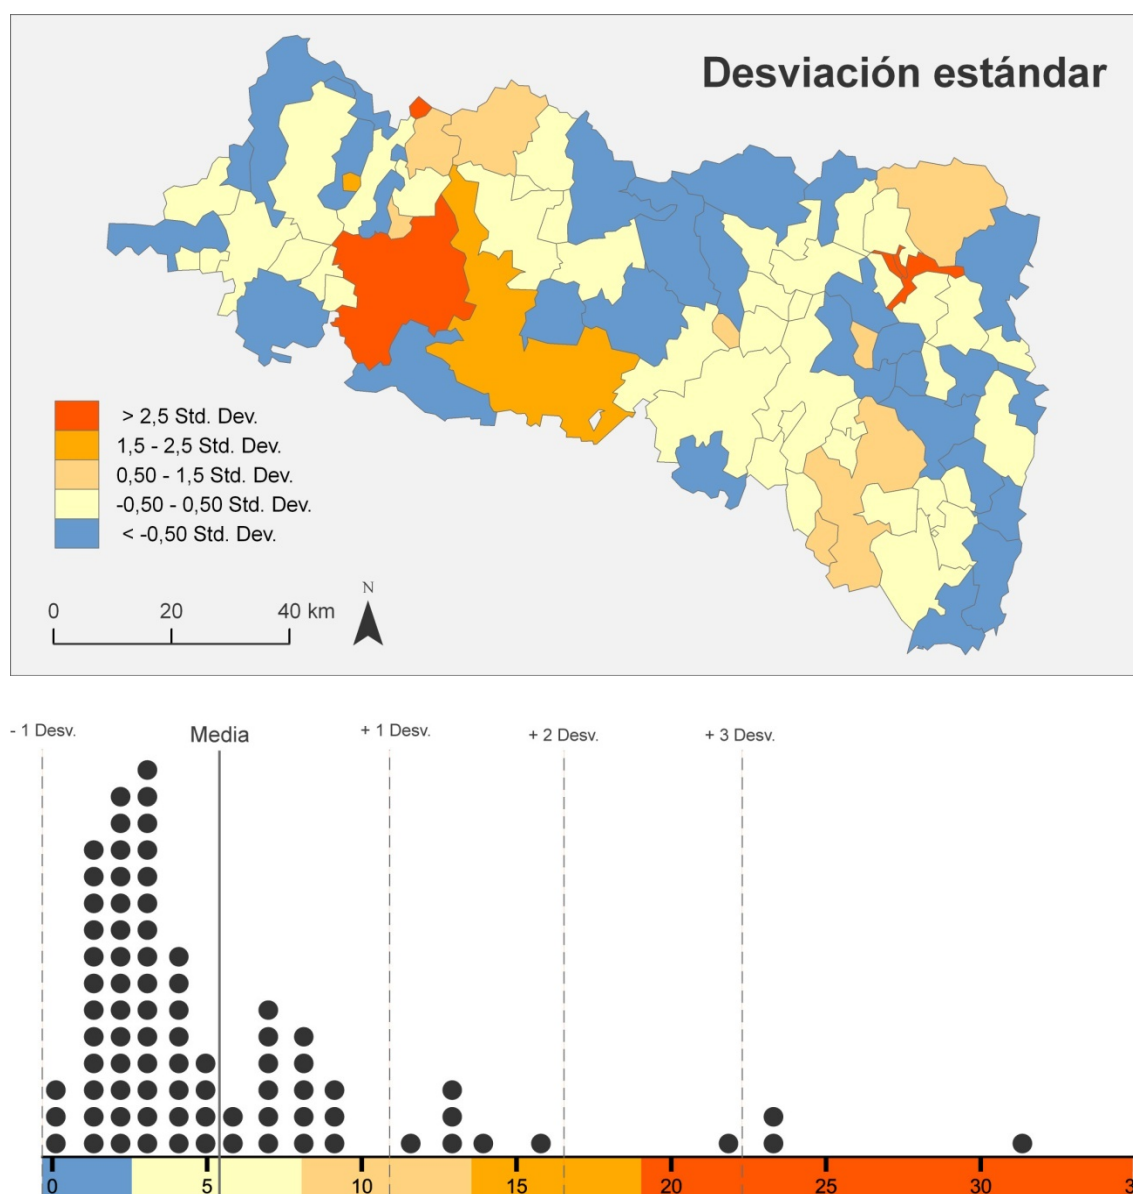 Desviación estándar
> 2,5 Std. Dev.
1,5 - 2,5 Std. Dev.
0,50 - 1,5 Std. Dev.
-0,50 - 0,50 Std. Dev.
< -0,50 Std. Dev.
N
0 20 40 km
- 1 Desv. Media + 1 Desv. + 2 Desv. + 3 Desv.
0 5 10 15 20 25 30